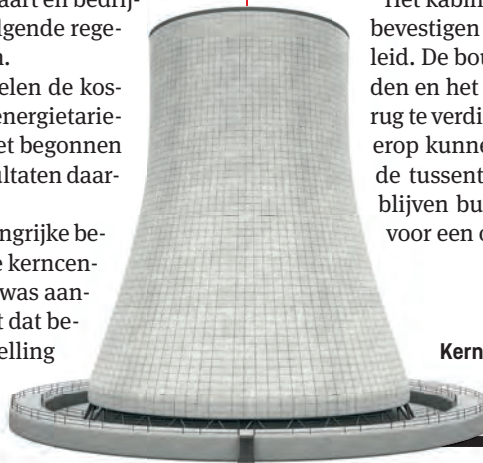 aart en bedrij-
lgende rege-
n.
elen de kos-
energietarie-
et begonnen
ultaten daar-
ngrijke be-
e kerncen-
was aan-
t dat be-
elling
Het kabin
bevestigen
leid. De bou
den en het
rug te verdi
erop kunne
de tussent
blijven bu
voor een o
Kern